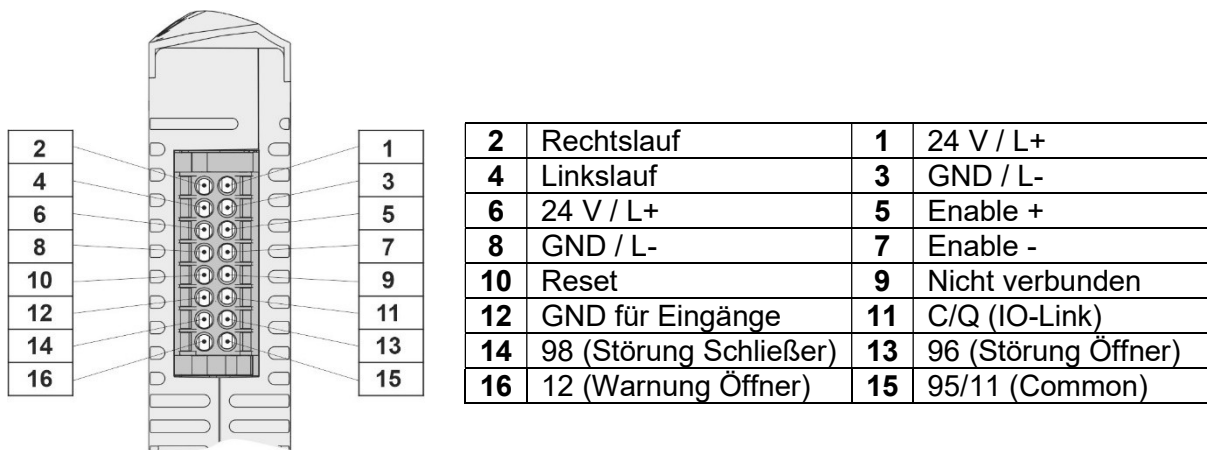 2 1
4 3
6 5
8 7
10 9
12 11
14 13
16 15
2 Rechtslauf 1 24 V / L+
4 Linkslauf 3 GND / L-
6 24 V / L+ 5 Enable +
8 GND / L- 7 Enable -
10 Reset 9 Nicht verbunden
12 GND für Eingänge 11 C/Q (IO-Link)
14 98 (Störung Schließer) 13 96 (Störung Öffner)
16 12 (Warnung Öffner) 15 95/11 (Common)